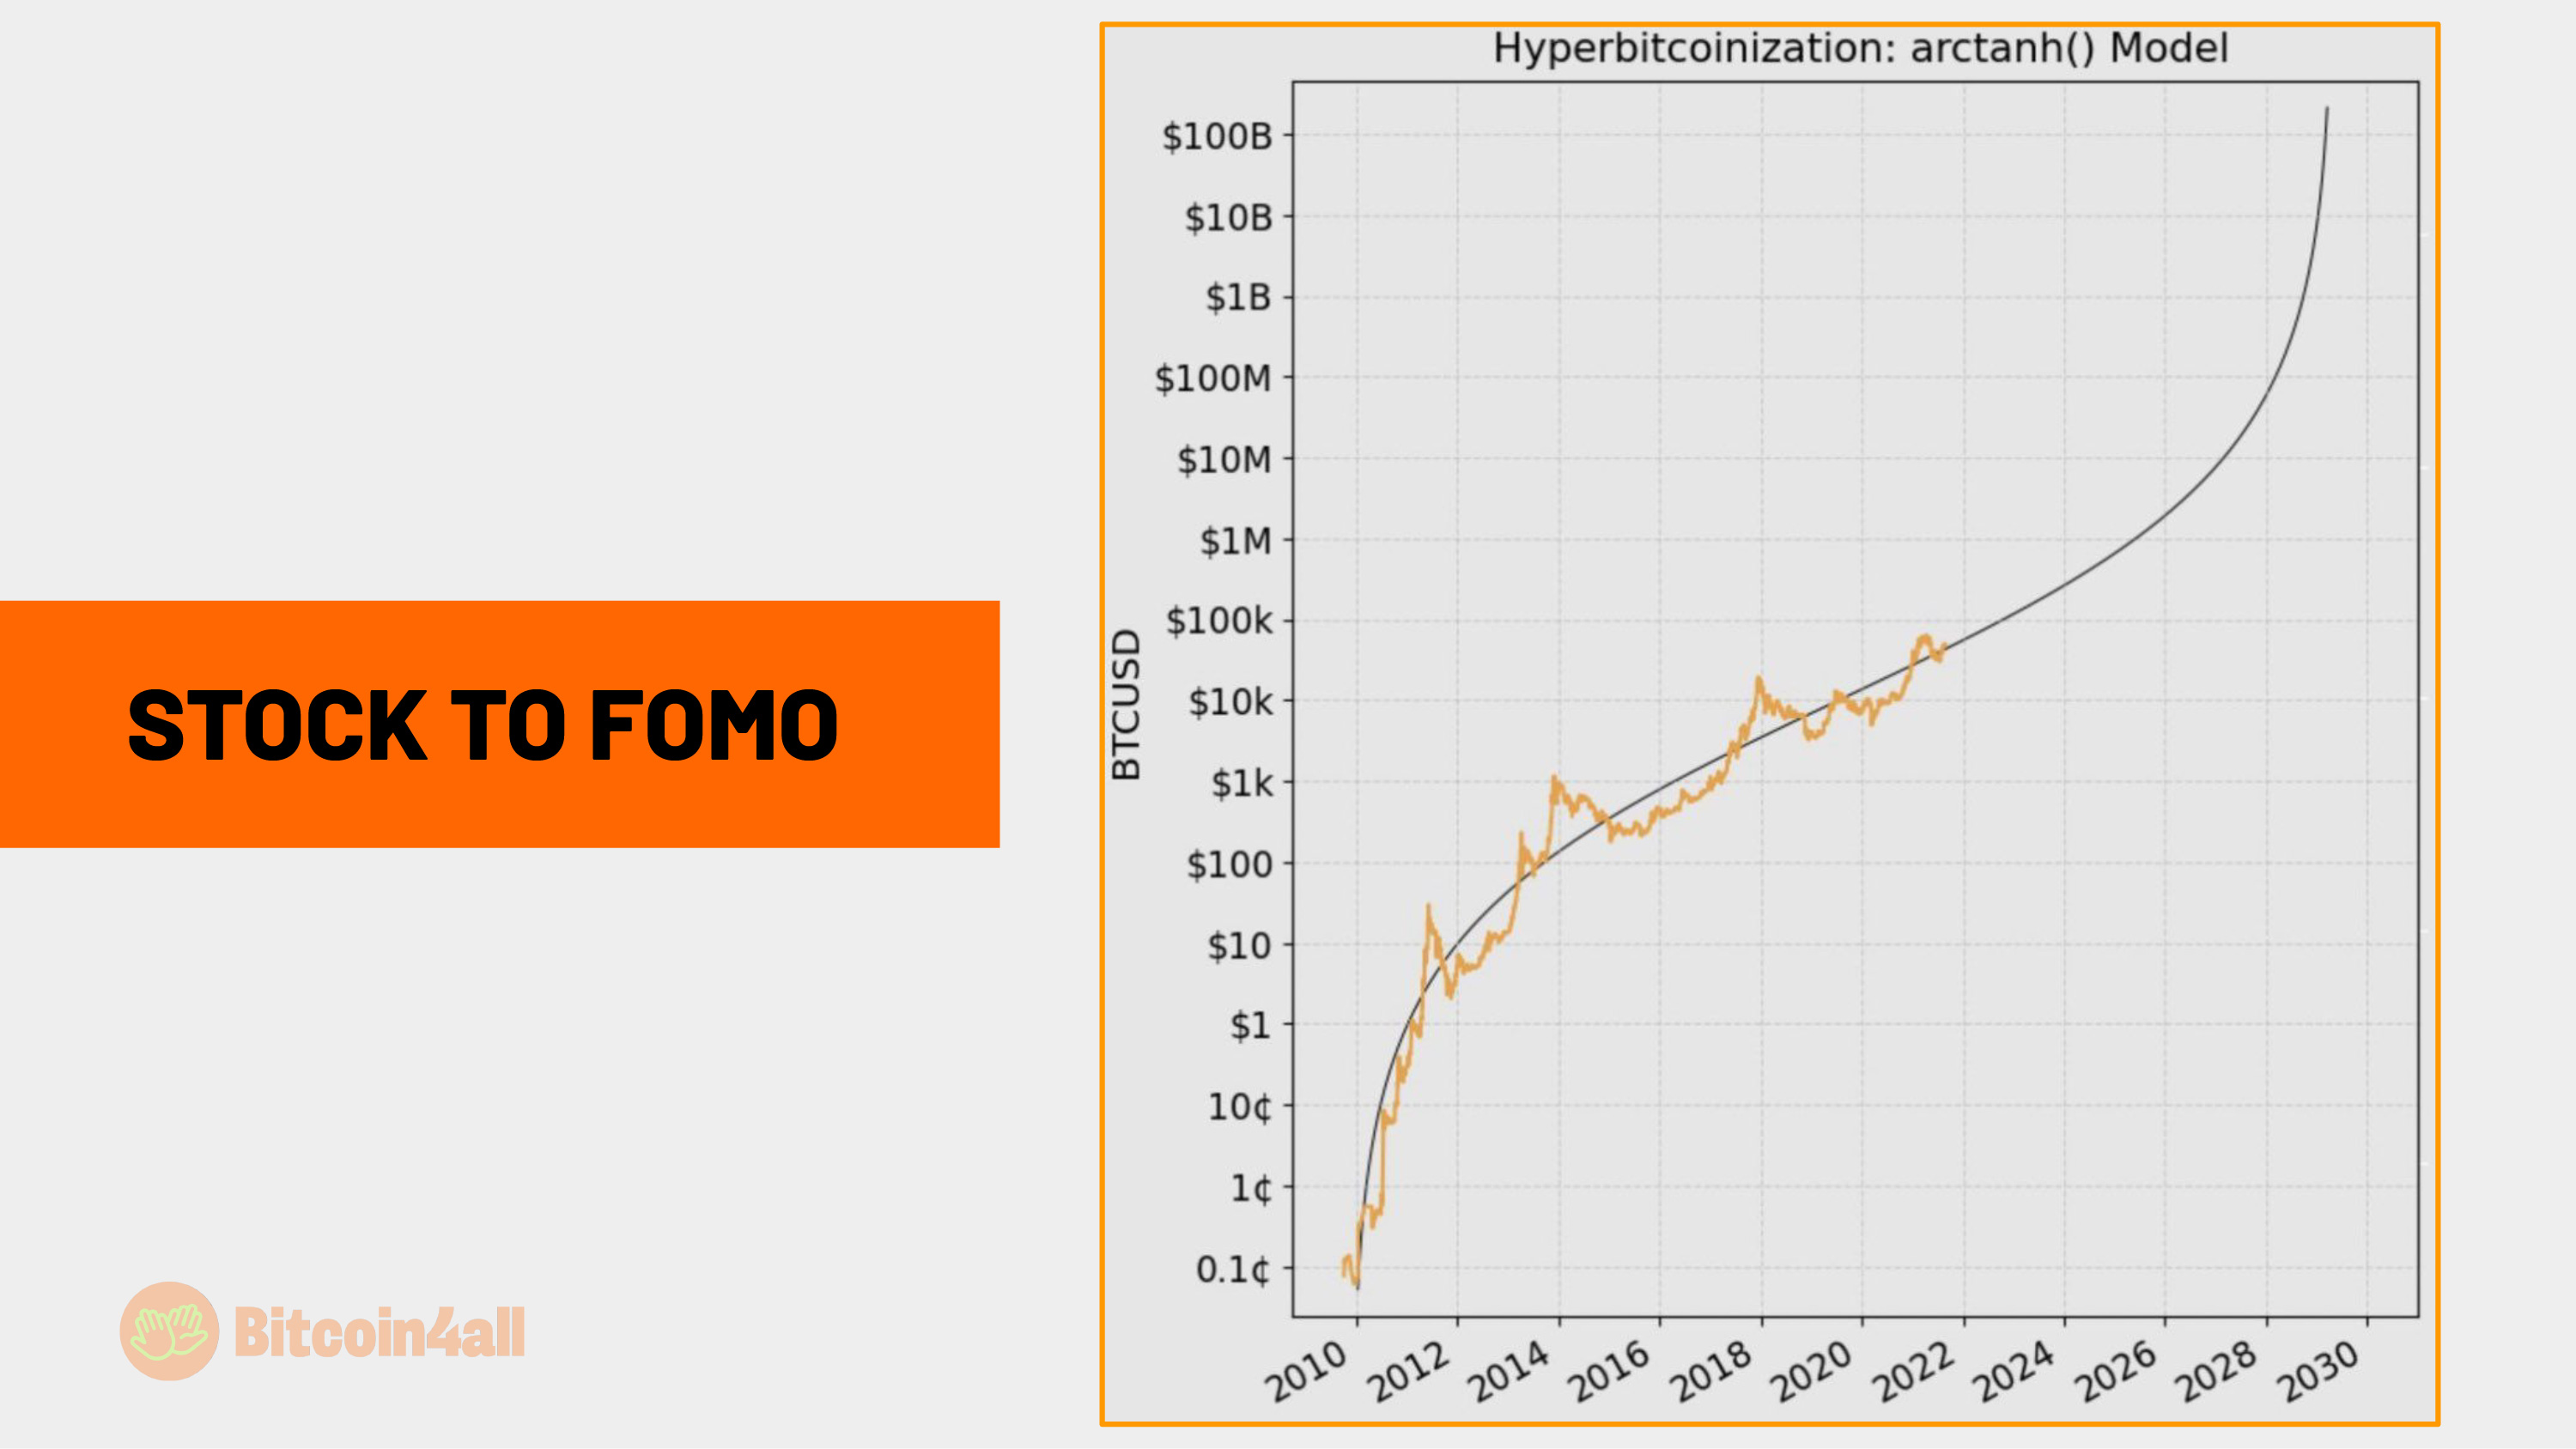 STOCK TO FOMO
Bitcoin4all
Hyperbitcoinization: arctanh() Model
BTCUSD
$100B
$10B
$1B
$100M
$10M
$1M
$100k
$10k
$1k
$100
$10
$1
10¢
1¢
0.1¢
2010
2012
2014
2016
2018
2020
2022
2024
2026
2028
2030